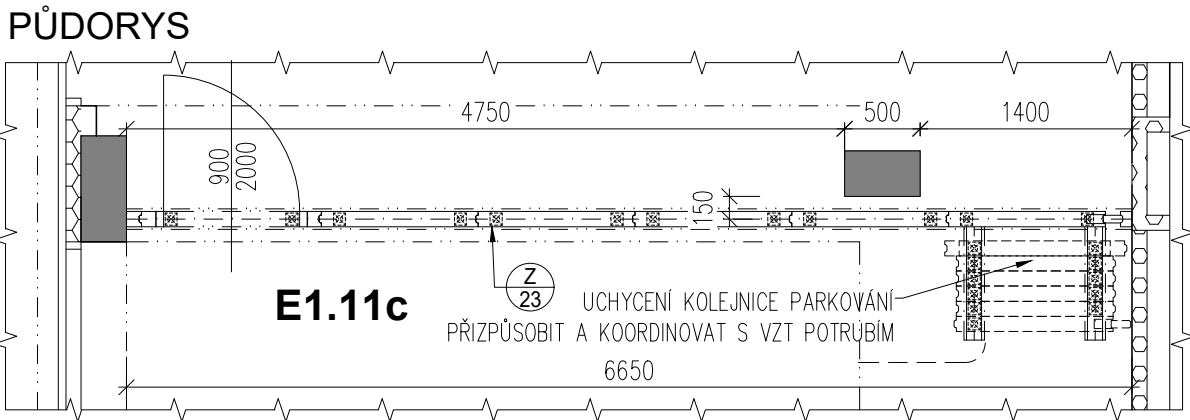 PŮDORYS
4750
500
1400
900
2000
150
Z
23
E1.11c
UCHYCENÍ KOLEJNICE PARKOVÁNÍ
PŘIZPŮSOBIT A KOORDINOVAT S VZT POTRUBÍM
6650